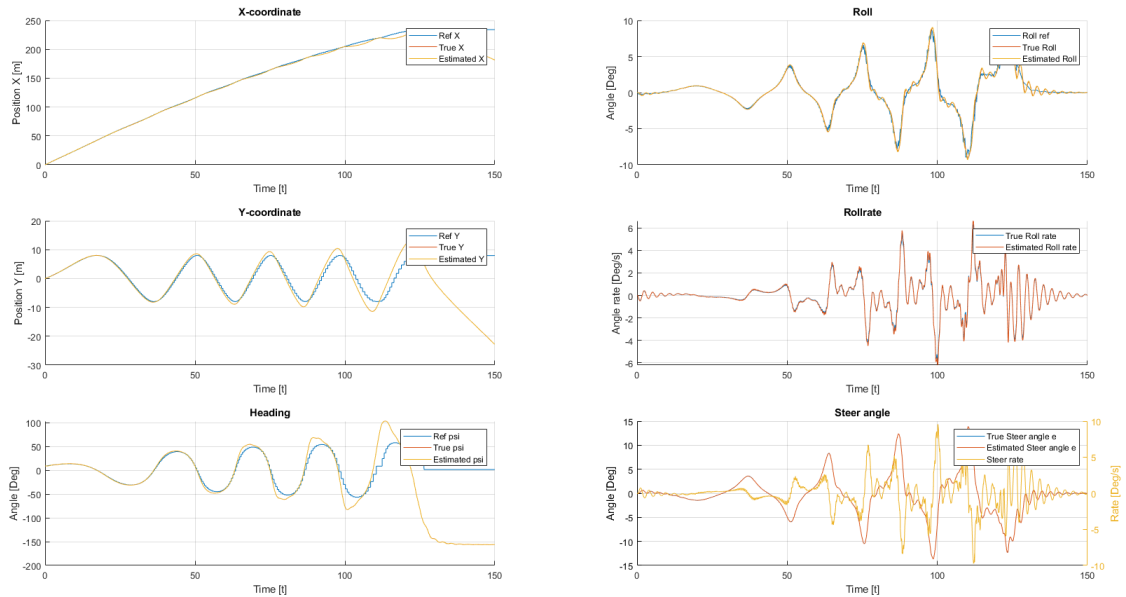 X-coordinate
250
200
150
100
50
0
0
50
100
150
Position X [m]
Time [t]
Ref X
True X
Estimated X
Roll
10
5
0
-5
-10
0
50
100
150
Angle [Deg]
Time [t]
Roll ref
True Roll
Estimated Roll
Y-coordinate
20
10
0
-10
-20
-30
0
50
100
150
Position Y [m]
Time [t]
Ref Y
True Y
Estimated Y
Rollrate
6
4
2
0
-2
-4
-6
0
50
100
150
Angle rate [Deg/s]
Time [t]
True Roll rate
Estimated Roll rate
Heading
100
50
0
-50
-100
-150
-200
0
50
100
150
Angle [Deg]
Time [t]
Ref psi
True psi
Estimated psi
Steer angle
15
10
5
0
-5
-10
-15
0
50
100
150
10
5
0
-5
-10
Angle [Deg]
Rate [Deg/s]
Time [t]
True Steer angle e
Estimated Steer angle e
Steer rate